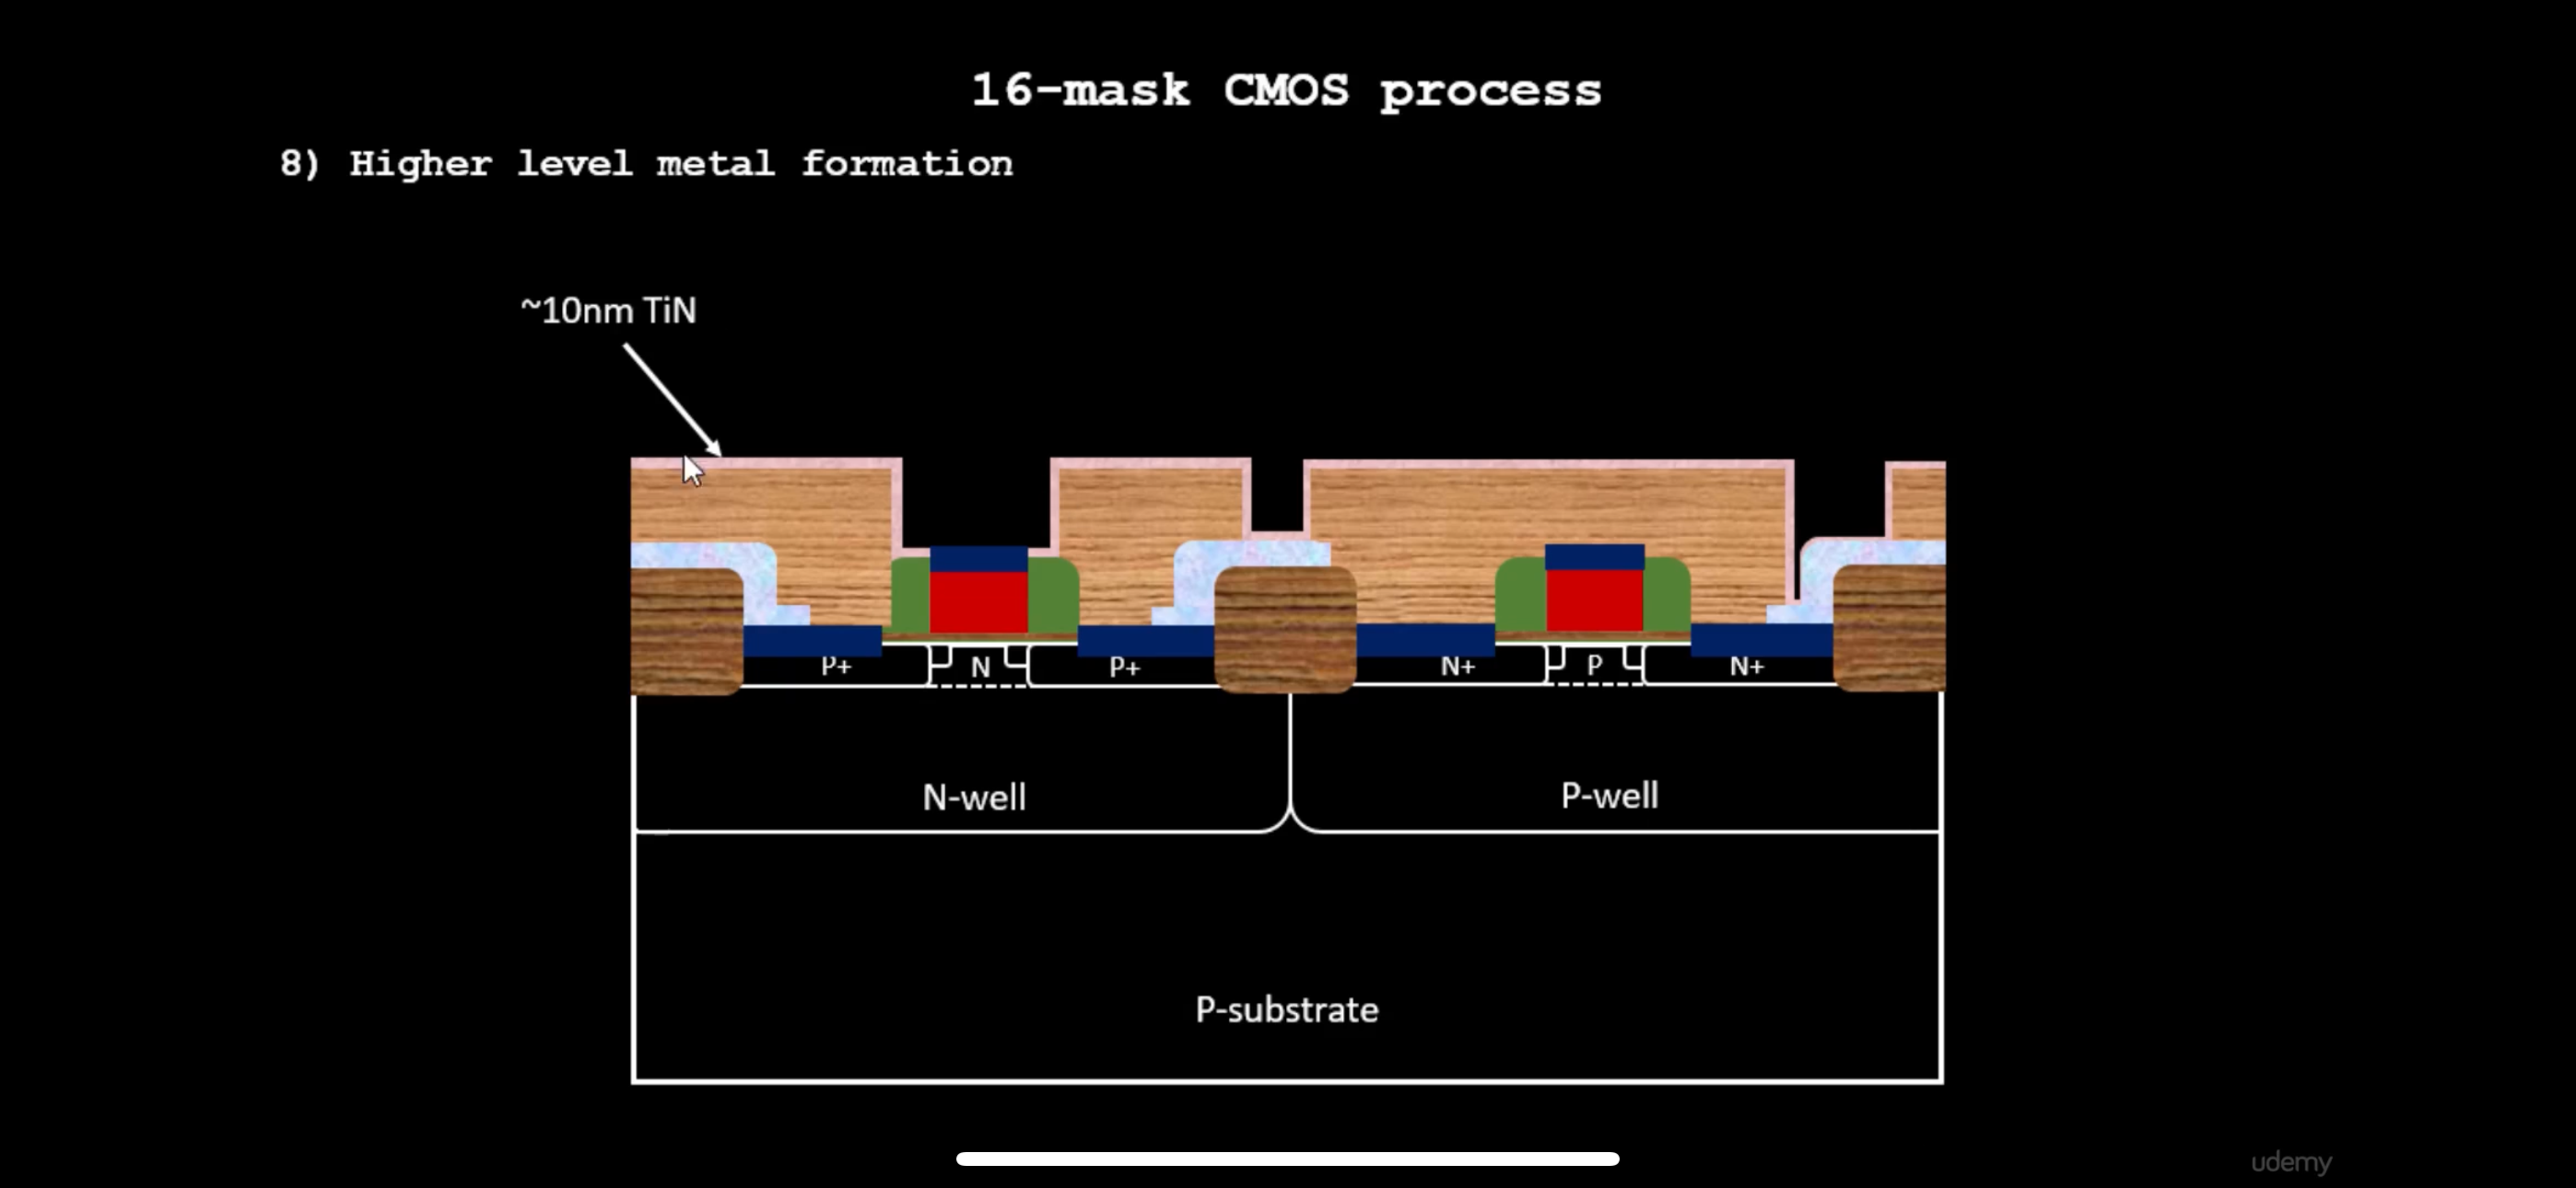 16-mask CMOS process
8) Higher level metal formation
~10nm TiN
P+ N P+ N+ P N+
N-well P-well
P-substrate
udemy